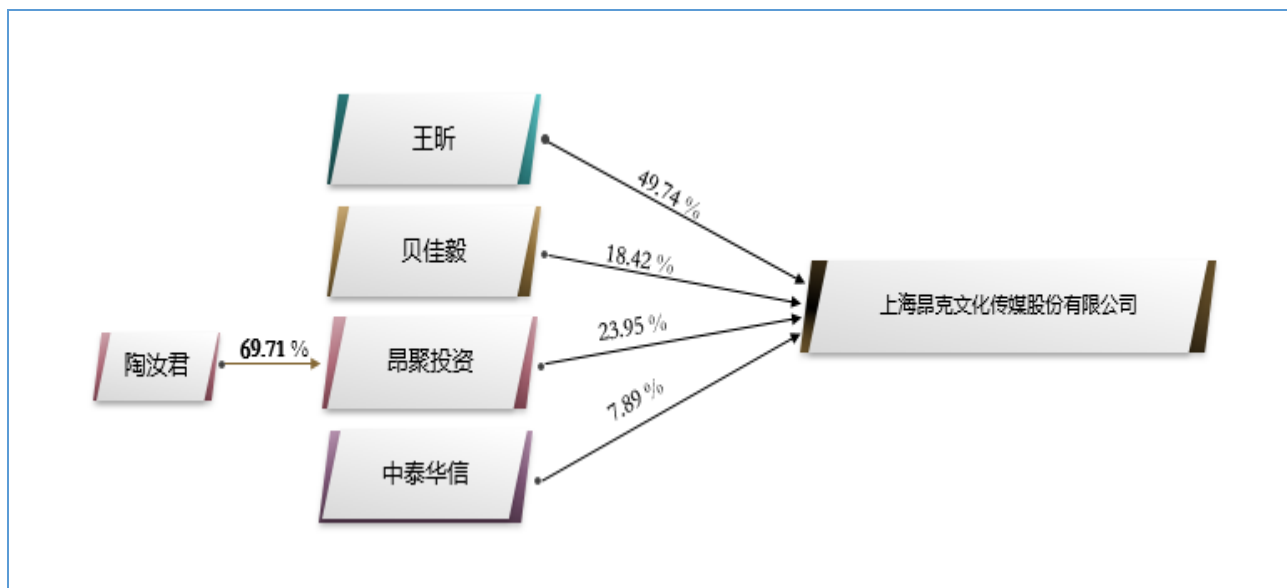 王昕
49.74 %
贝佳毅
18.42 %
上海昂克文化传媒股份有限公司
陶汝君
69.71 %
昂聚投资
23.95 %
中泰华信
7.89 %